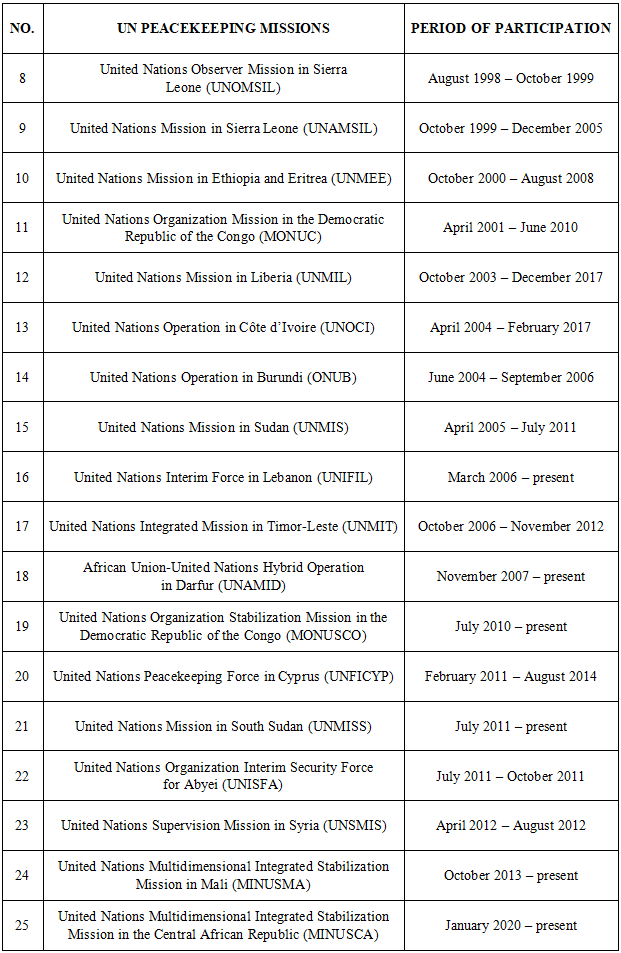 NO. UN PEACEKEEPING MISSIONS PERIOD OF PARTICIPATION
8 United Nations Observer Mission in Sierra
Leone (UNOMSIL) August 1998 – October 1999
9 United Nations Mission in Sierra Leone (UNAMSIL) October 1999 – December 2005
10 United Nations Mission in Ethiopia and Eritrea (UNMEE) October 2000 – August 2008
11 United Nations Organization Mission in the Democratic
Republic of the Congo (MONUC) April 2001 – June 2010
12 United Nations Mission in Liberia (UNMIL) October 2003 – December 2017
13 United Nations Operation in Côte d’Ivoire (UNOCI) April 2004 – February 2017
14 United Nations Operation in Burundi (ONUB) June 2004 – September 2006
15 United Nations Mission in Sudan (UNMIS) April 2005 – July 2011
16 United Nations Interim Force in Lebanon (UNIFIL) March 2006 – present
17 United Nations Integrated Mission in Timor-Leste (UNMIT) October 2006 – November 2012
18 African Union-United Nations Hybrid Operation
in Darfur (UNAMID) November 2007 – present
19 United Nations Organization Stabilization Mission in the
Democratic Republic of the Congo (MONUSCO) July 2010 – present
20 United Nations Peacekeeping Force in Cyprus (UNFICYP) February 2011 – August 2014
21 United Nations Mission in South Sudan (UNMISS) July 2011 – present
22 United Nations Organization Interim Security Force
for Abyei (UNISFA) July 2011 – October 2011
23 United Nations Supervision Mission in Syria (UNSMIS) April 2012 – August 2012
24 United Nations Multidimensional Integrated Stabilization
Mission in Mali (MINUSMA) October 2013 – present
25 United Nations Multidimensional Integrated Stabilization
Mission in the Central African Republic (MINUSCA) January 2020 – present